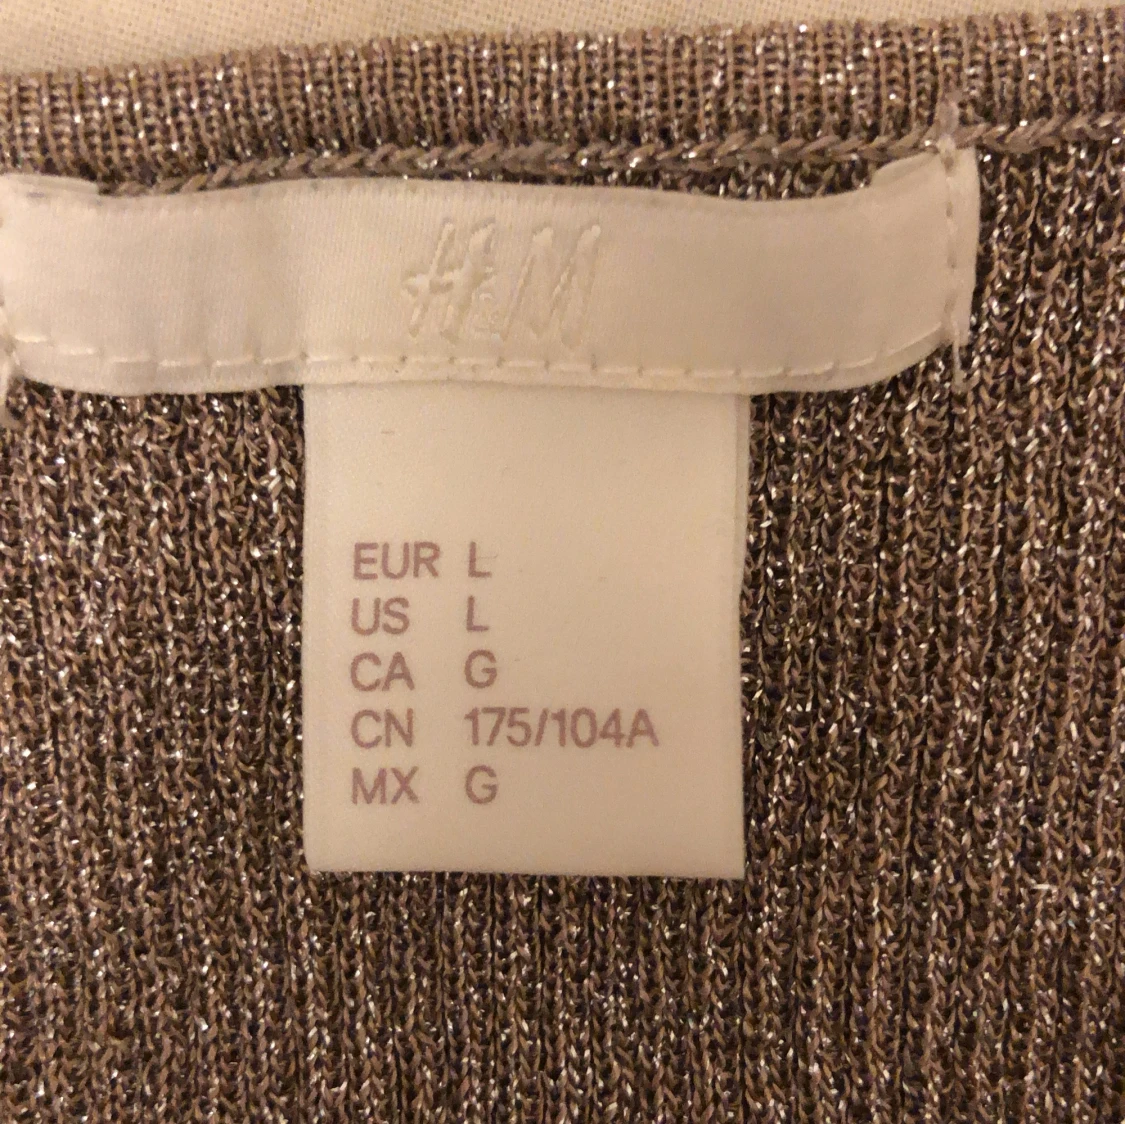 H&M
EUR L
US L
CA G
CN 175/104A
MX G